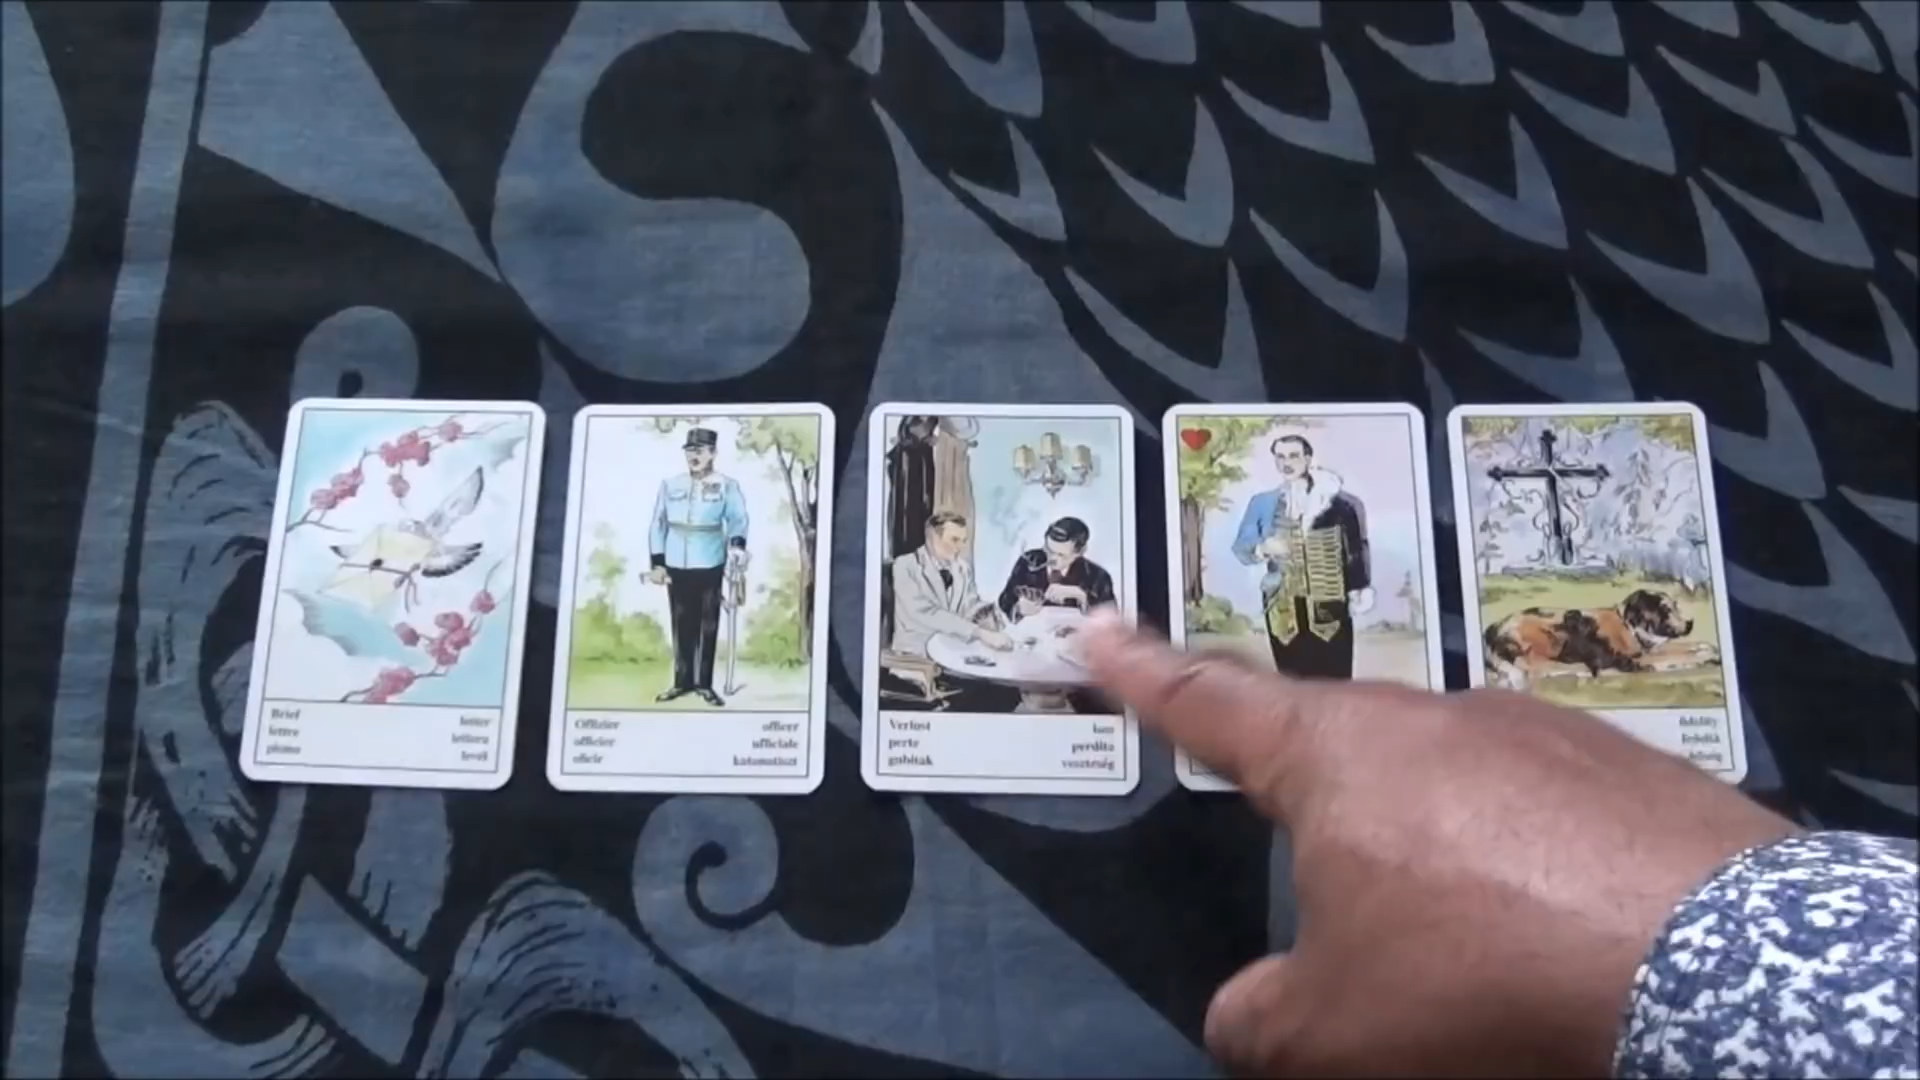 Brief letter
lettre lettera
pismo levél
Offizier officer
officier ufficiale
oficir katonatiszt
Verlust loss
perte perdita
gubitak veszteség
fidelity
fedeltà
hűség